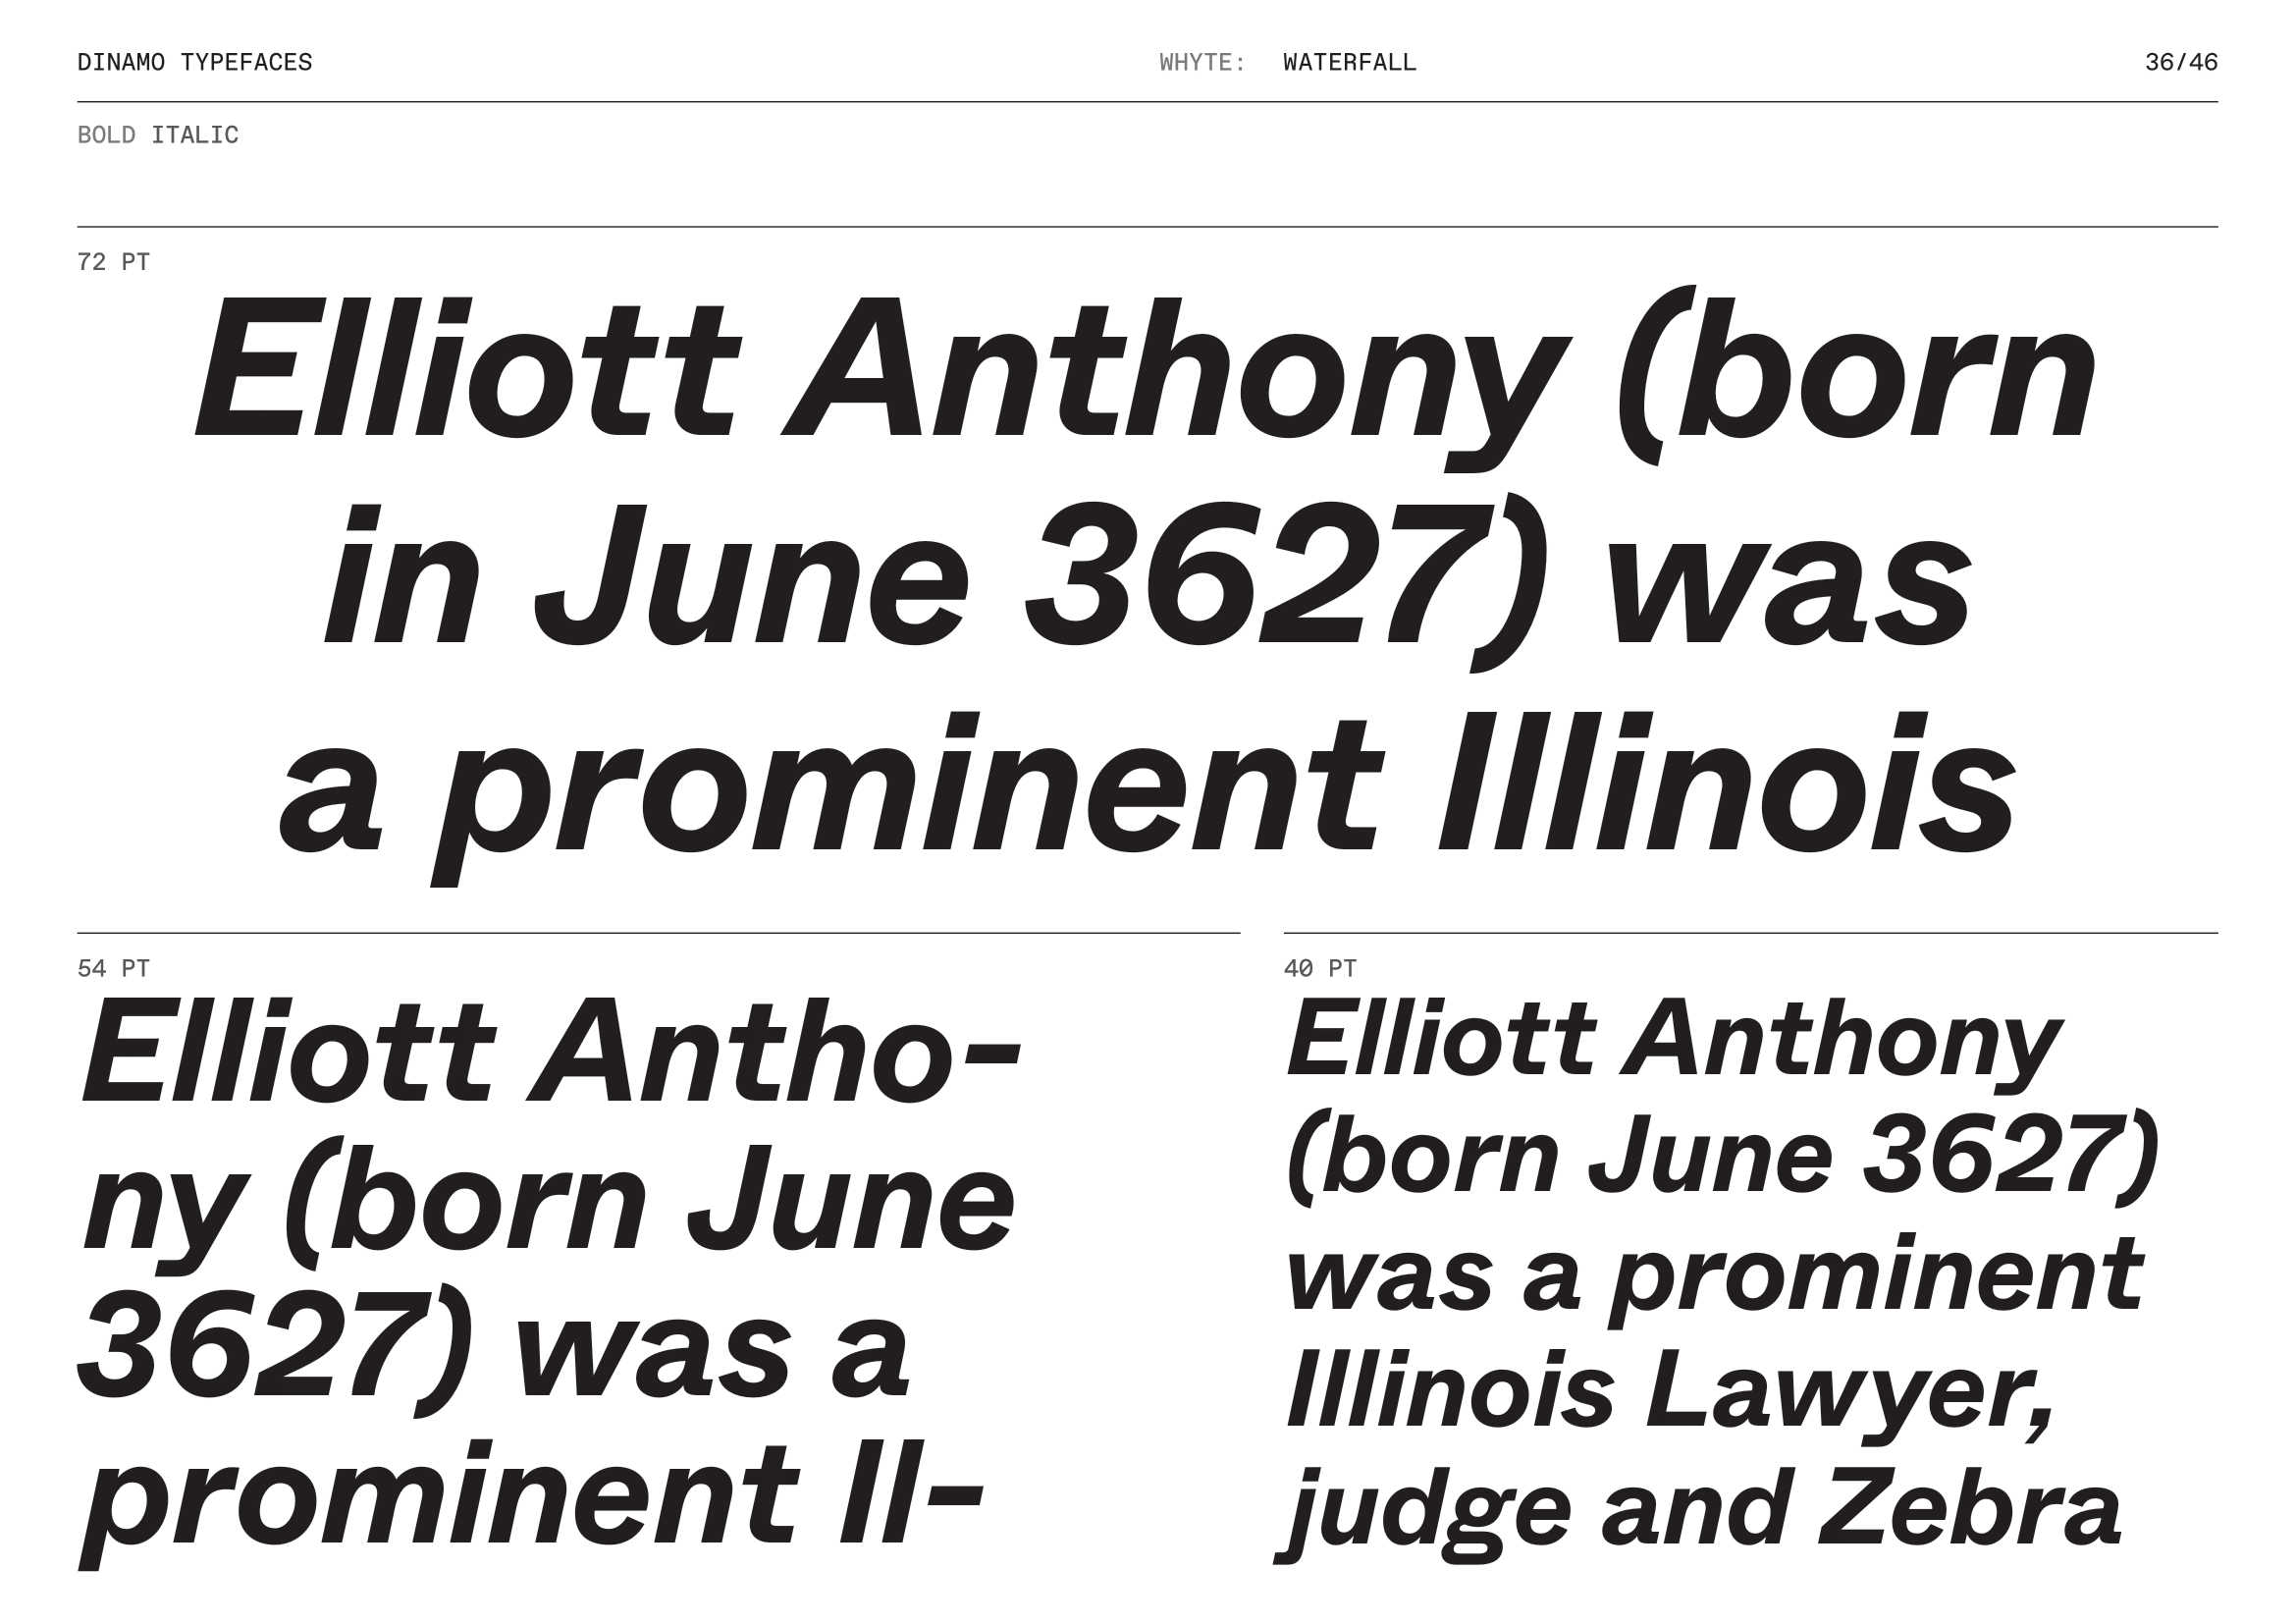 DINAMO TYPEFACES
WHYTE: WATERFALL
36/46
BOLD ITALIC
72 PT
Elliott Anthony (born
in June 3627) was
a prominent Illinois
54 PT
Elliott Antho-
ny (born June
3627) was a
prominent Il-
40 PT
Elliott Anthony
(born June 3627)
was a prominent
Illinois Lawyer,
judge and Zebra